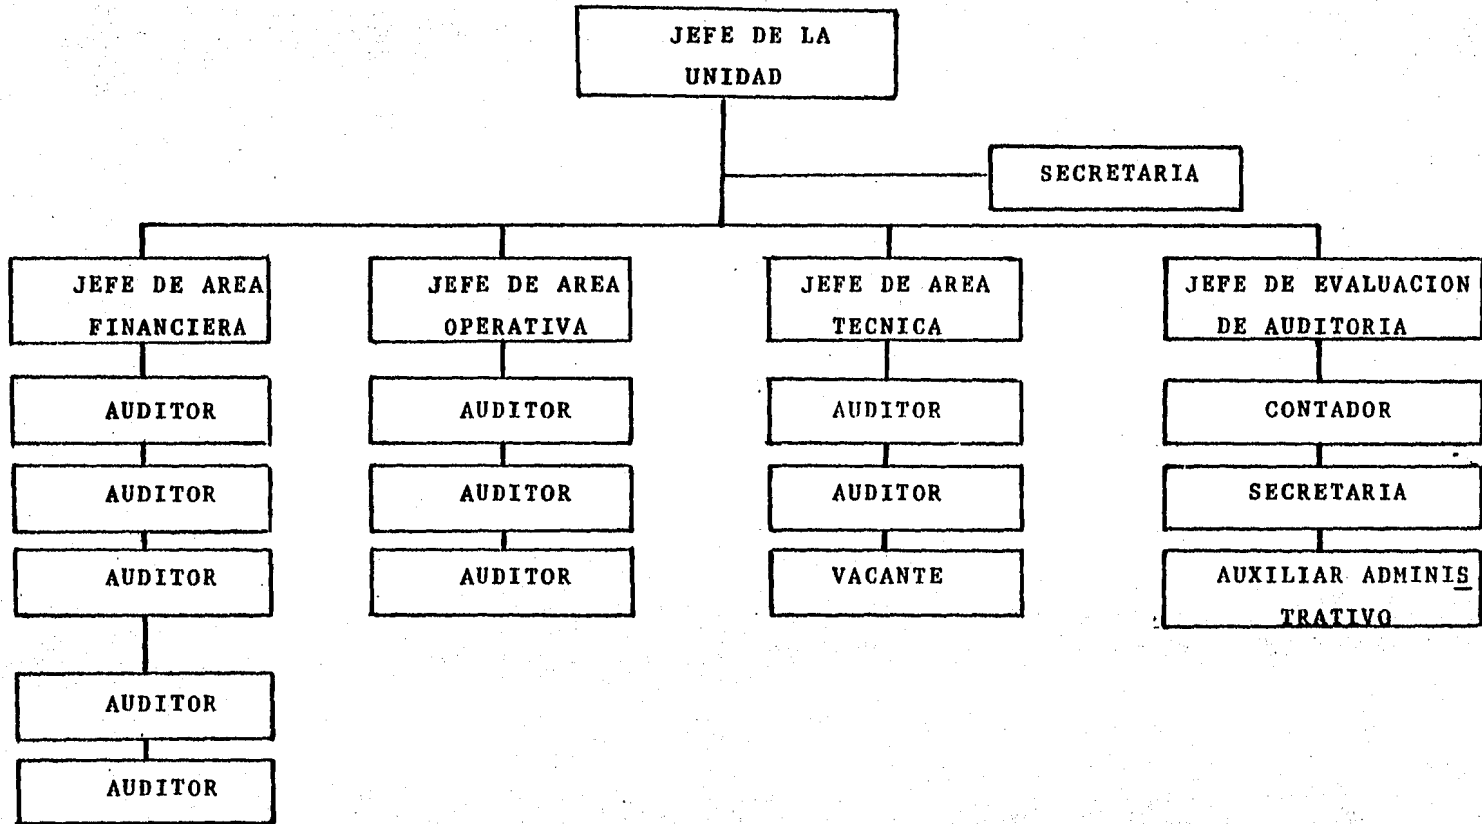 JEFE DE LA
UNIDAD
SECRETARIA
JEFE DE AREA
FINANCIERA
JEFE DE AREA
OPERATIVA
JEFE DE AREA
TECNICA
JEFE DE EVALUACION
DE AUDITORIA
AUDITOR
AUDITOR
AUDITOR
CONTADOR
AUDITOR
AUDITOR
AUDITOR
SECRETARIA
AUDITOR
AUDITOR
VACANTE
AUXILIAR ADMINIS
TRATIVO
AUDITOR
AUDITOR